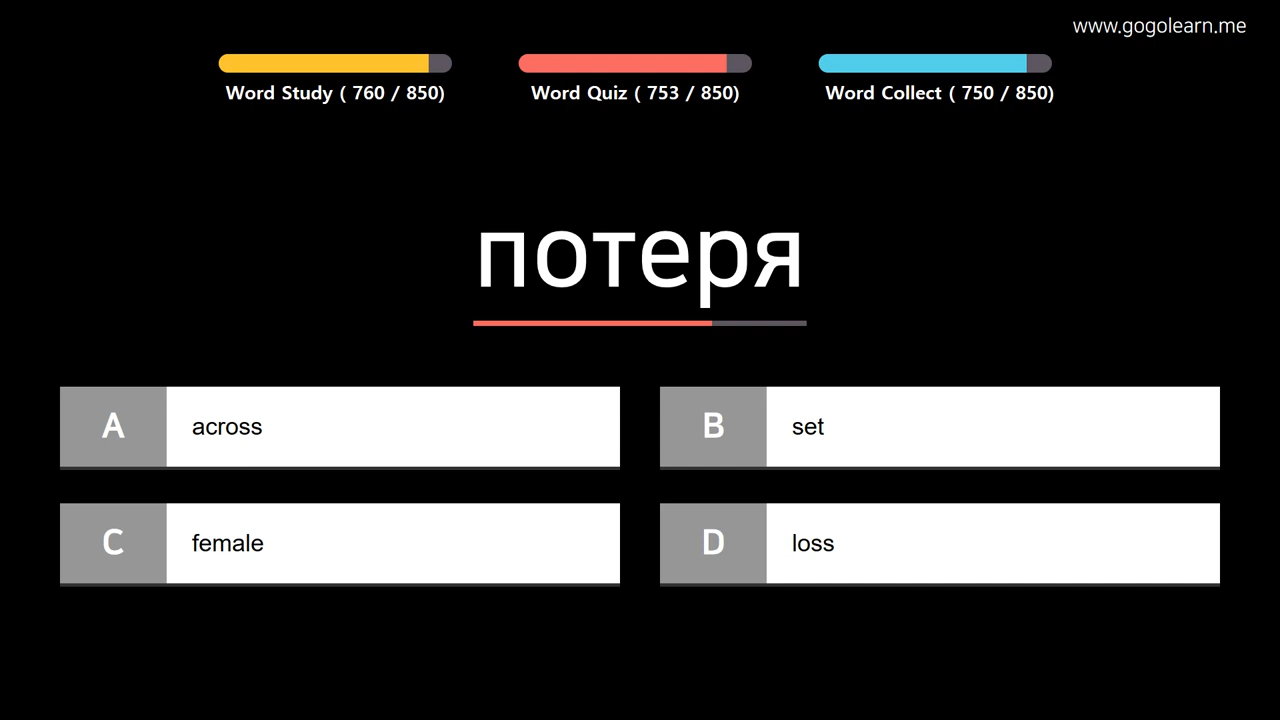 www.gogolearn.me
Word Study ( 760 / 850)
Word Quiz ( 753 / 850)
Word Collect ( 750 / 850)
потеря
A across
B set
C female
D loss